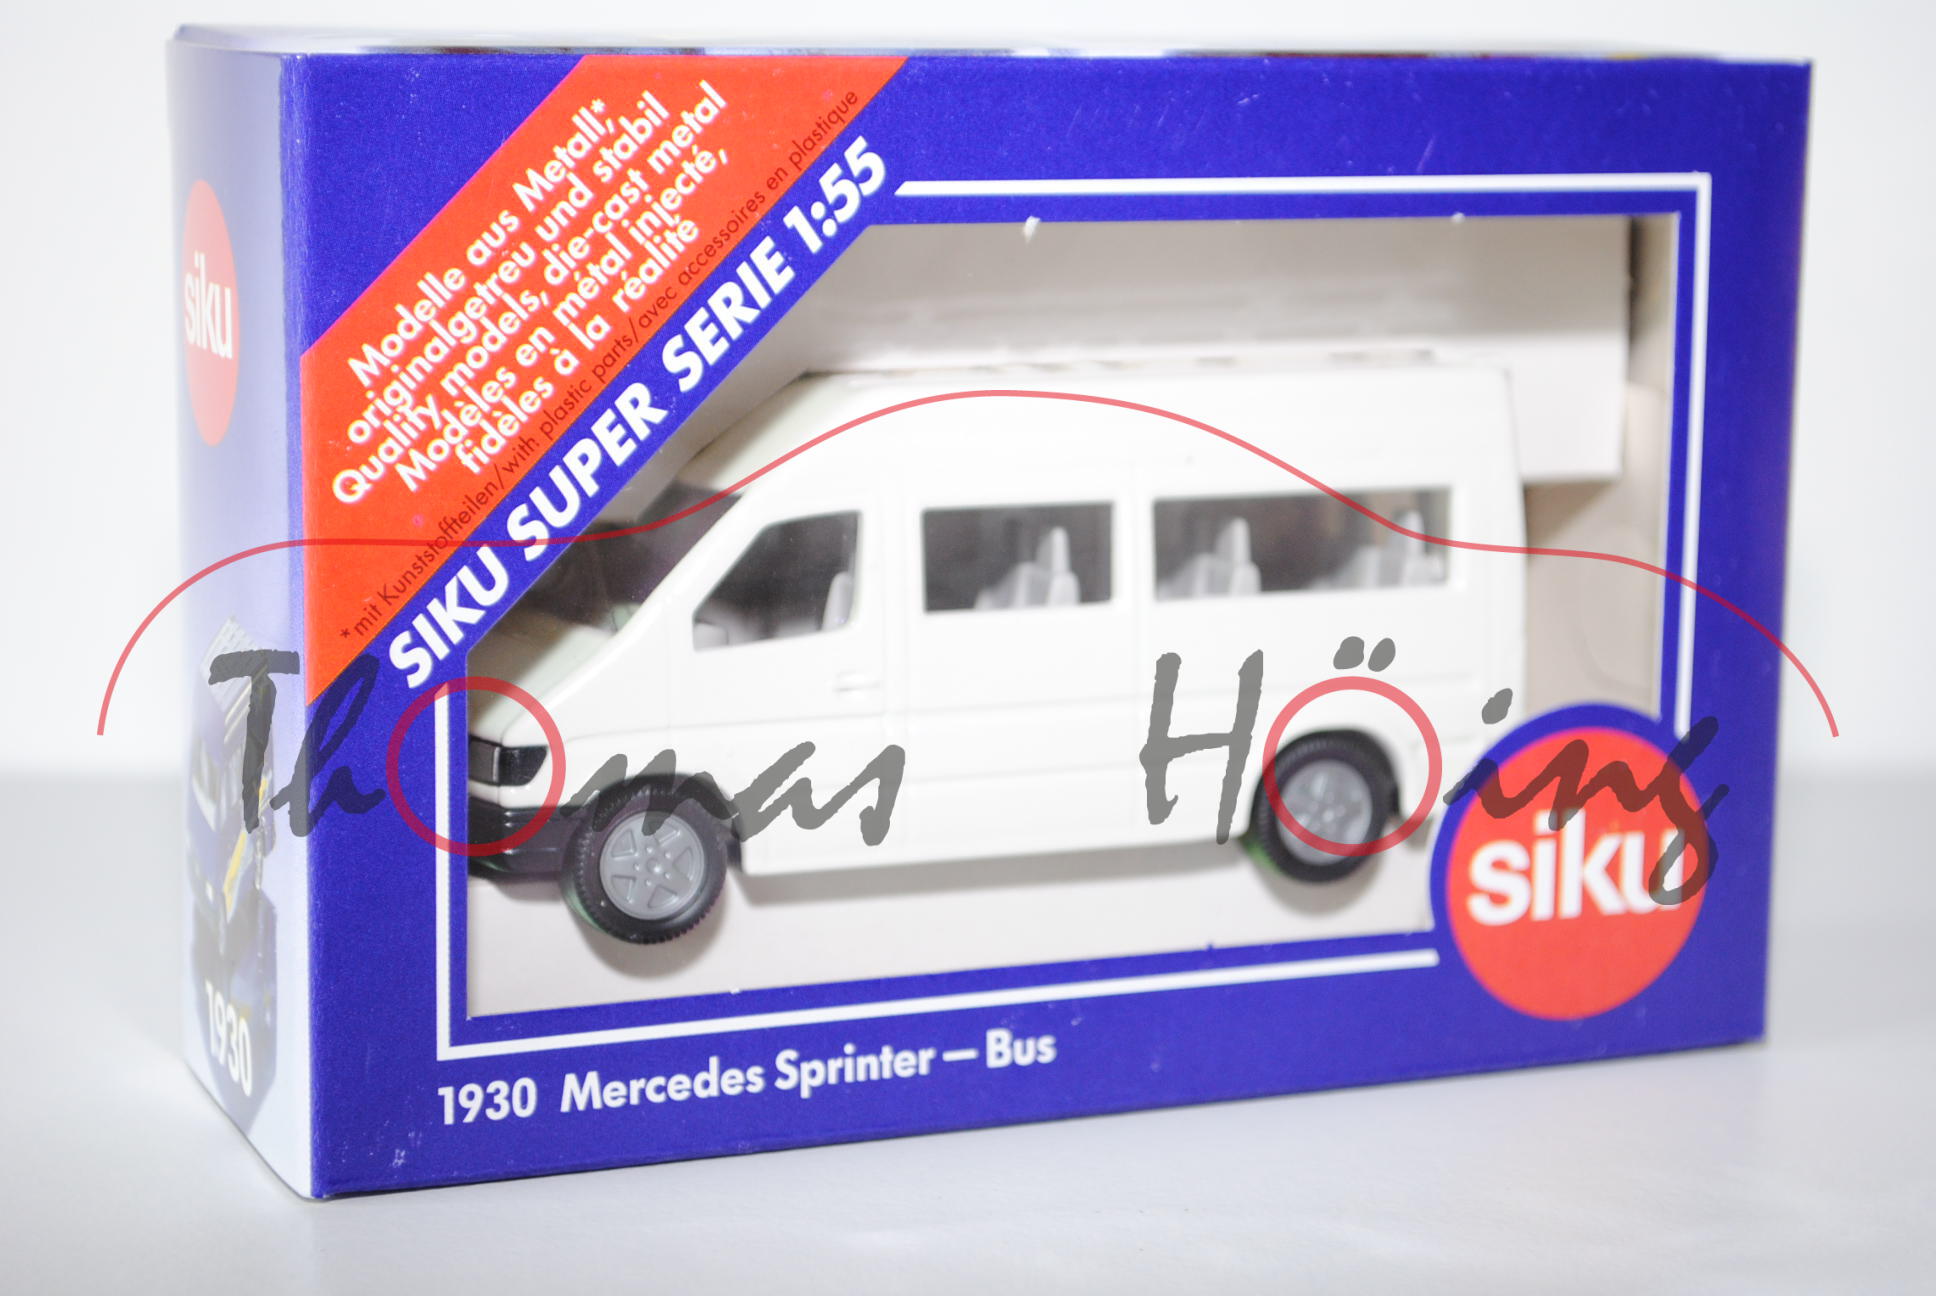 Modelle aus Metall,*
originalgetreu und stabil
Quality models, die-cast metal
Modèles en métal injecté,
fidèles à la réalité
* mit Kunststoffteilen/with plastic parts/avec accessoires en plastique
SIKU SUPER SERIE 1:55
siku
1930
Thomas Höing
siku
1930 Mercedes Sprinter – Bus